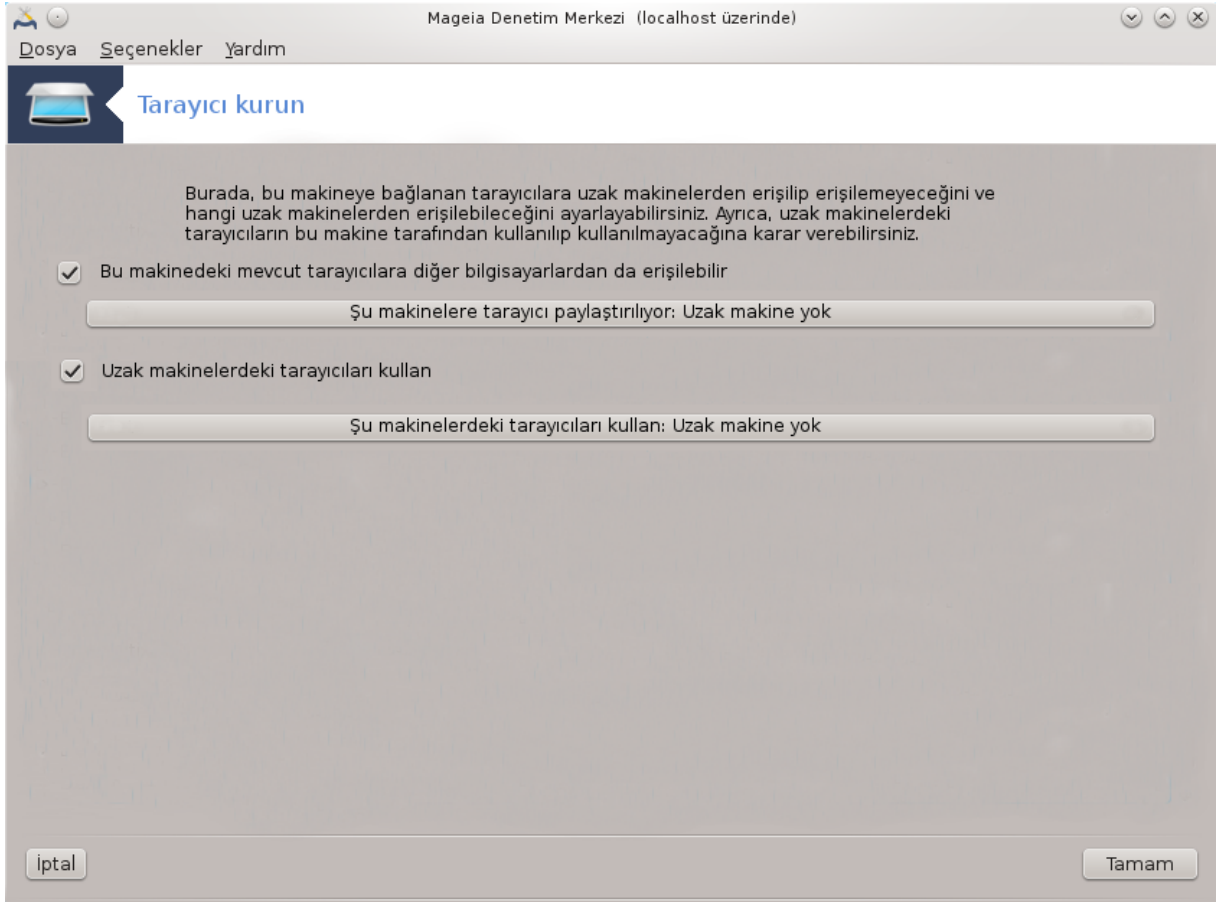 Mageia Denetim Merkezi (localhost üzerinde)
Dosya Seçenekler Yardım
Tarayıcı kurun
Burada, bu makineye bağlanan tarayıcılara uzak makinelerden erişilip erişilemeyeceğini ve
hangi uzak makinelerden erişilebileceğini ayarlayabilirsiniz. Ayrıca, uzak makinelerdeki
tarayıcıların bu makine tarafından kullanılıp kullanılmayacağına karar verebilirsiniz.
Bu makinedeki mevcut tarayıcılara diğer bilgisayarlardan da erişilebilir
Şu makinelere tarayıcı paylaştırılıyor: Uzak makine yok
Uzak makinelerdeki tarayıcıları kullan
Şu makinelerdeki tarayıcıları kullan: Uzak makine yok
İptal
Tamam